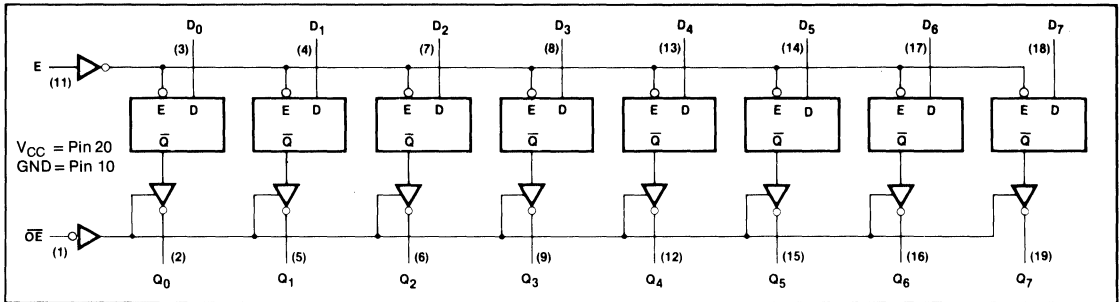 D₀ D₁ D₂ D₃ D₄ D₅ D₆ D₇
(3) (4) (7) (8) (13) (14) (17) (18)
E
(11)
E D E D E D E D E D E D E D E D
Q̅ Q̅ Q̅ Q̅ Q̅ Q̅ Q̅ Q̅
V_CC = Pin 20
GND = Pin 10
O̅E̅
(1)
(2) (5) (6) (9) (12) (15) (16) (19)
Q₀ Q₁ Q₂ Q₃ Q₄ Q₅ Q₆ Q₇